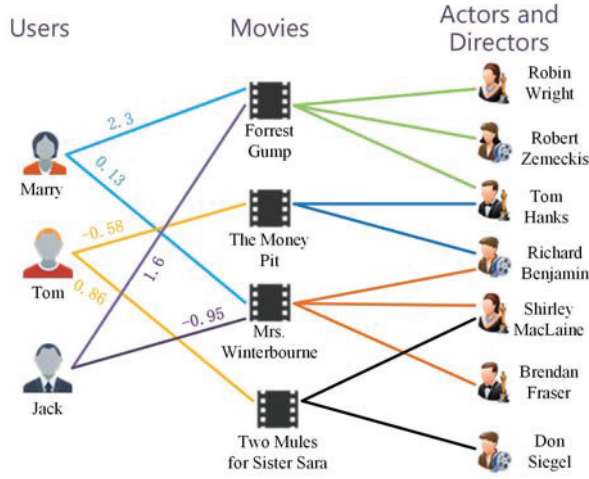 Users
Movies
Actors and
Directors
Marry
Tom
Jack
2.3
0.13
-0.58
0.86
1.6
-0.95
Forrest
Gump
The Money
Pit
Mrs.
Winterbourne
Two Mules
for Sister Sara
Robin
Wright
Robert
Zemeckis
Tom
Hanks
Richard
Benjamin
Shirley
MacLaine
Brendan
Fraser
Don
Siegel